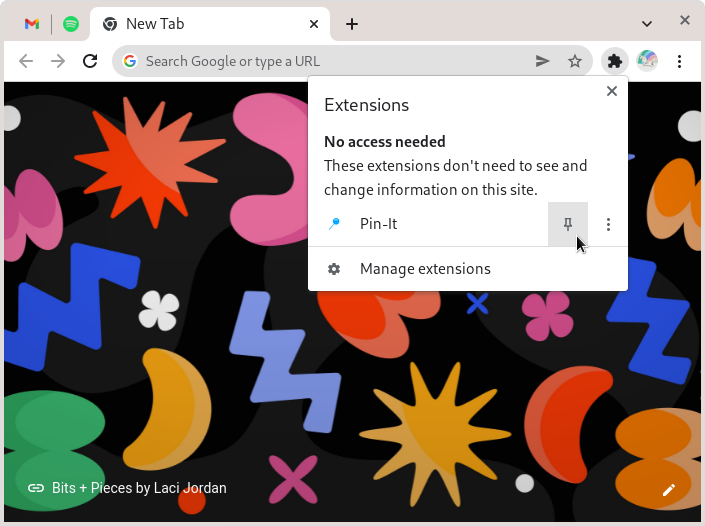 New Tab
Search Google or type a URL
Extensions
No access needed
These extensions don't need to see and
change information on this site.
Pin-It
Manage extensions
Bits + Pieces by Laci Jordan